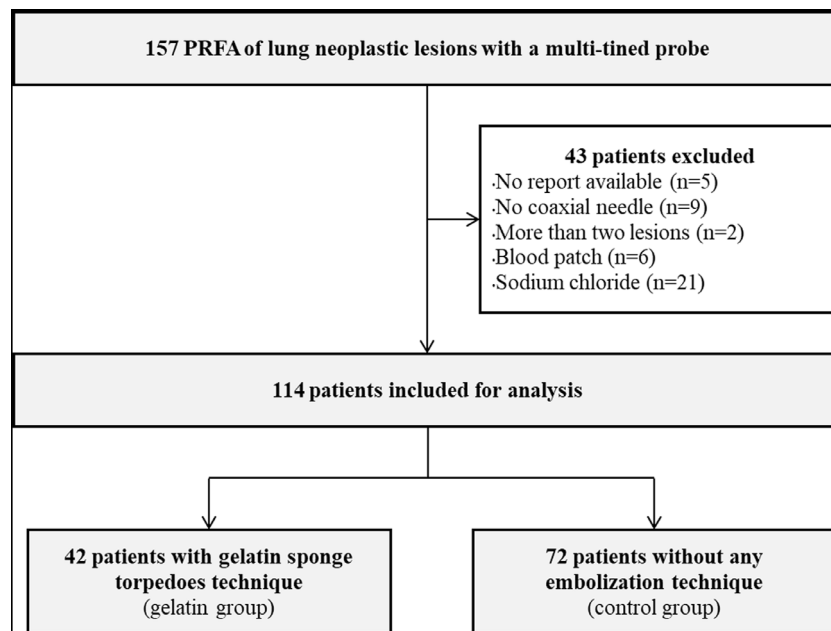 157 PRFA of lung neoplastic lesions with a multi-tined probe
43 patients excluded
·No report available (n=5)
·No coaxial needle (n=9)
·More than two lesions (n=2)
·Blood patch (n=6)
·Sodium chloride (n=21)
114 patients included for analysis
42 patients with gelatin sponge
torpedoes technique
(gelatin group)
72 patients without any
embolization technique
(control group)